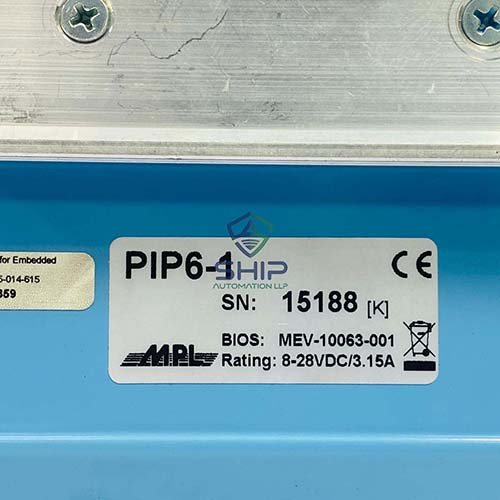 for Embedded
5-014-615
859
PIP6-1
SHIP
AUTOMATION LLP
SN: 15188 [K]
BIOS: MEV-10063-001
MPL
Rating: 8-28VDC/3.15A
CE